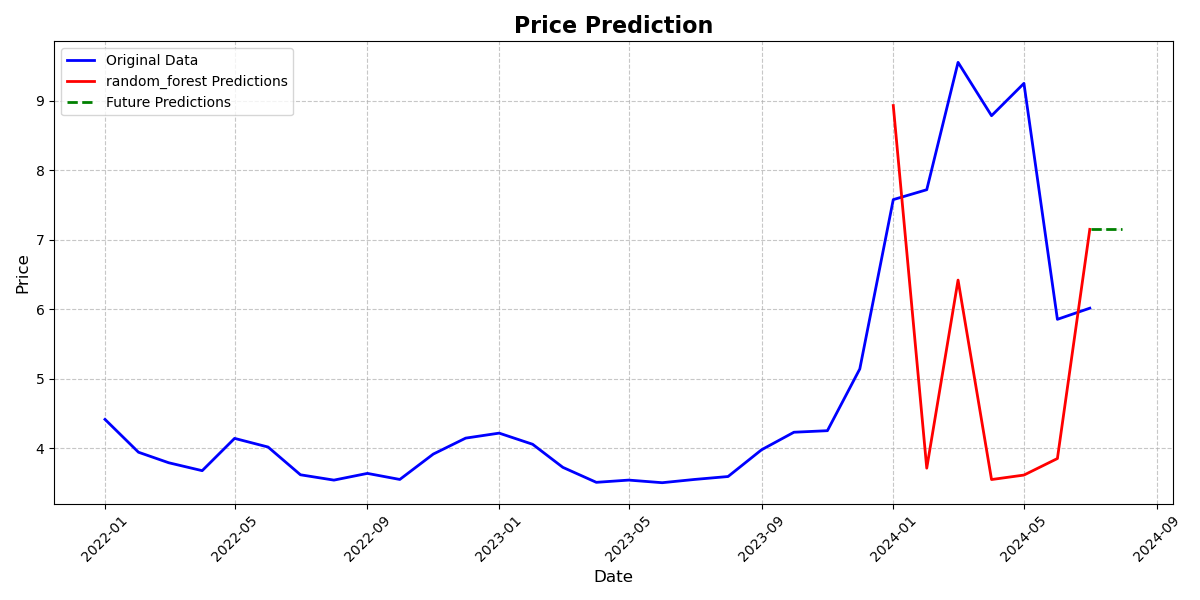 Price Prediction
Original Data
random_forest Predictions
Future Predictions
Price
9
8
7
6
5
4
2022-01
2022-05
2022-09
2023-01
2023-05
2023-09
2024-01
2024-05
2024-09
Date